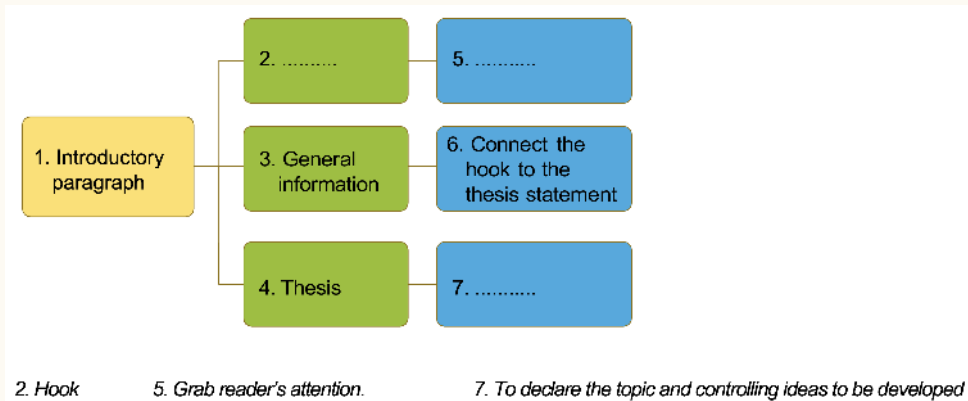 2. ..........
5. ...........
1. Introductory
paragraph
3. General
information
6. Connect the
hook to the
thesis statement
4. Thesis
7. ...........
2. Hook 5. Grab reader's attention. 7. To declare the topic and controlling ideas to be developed